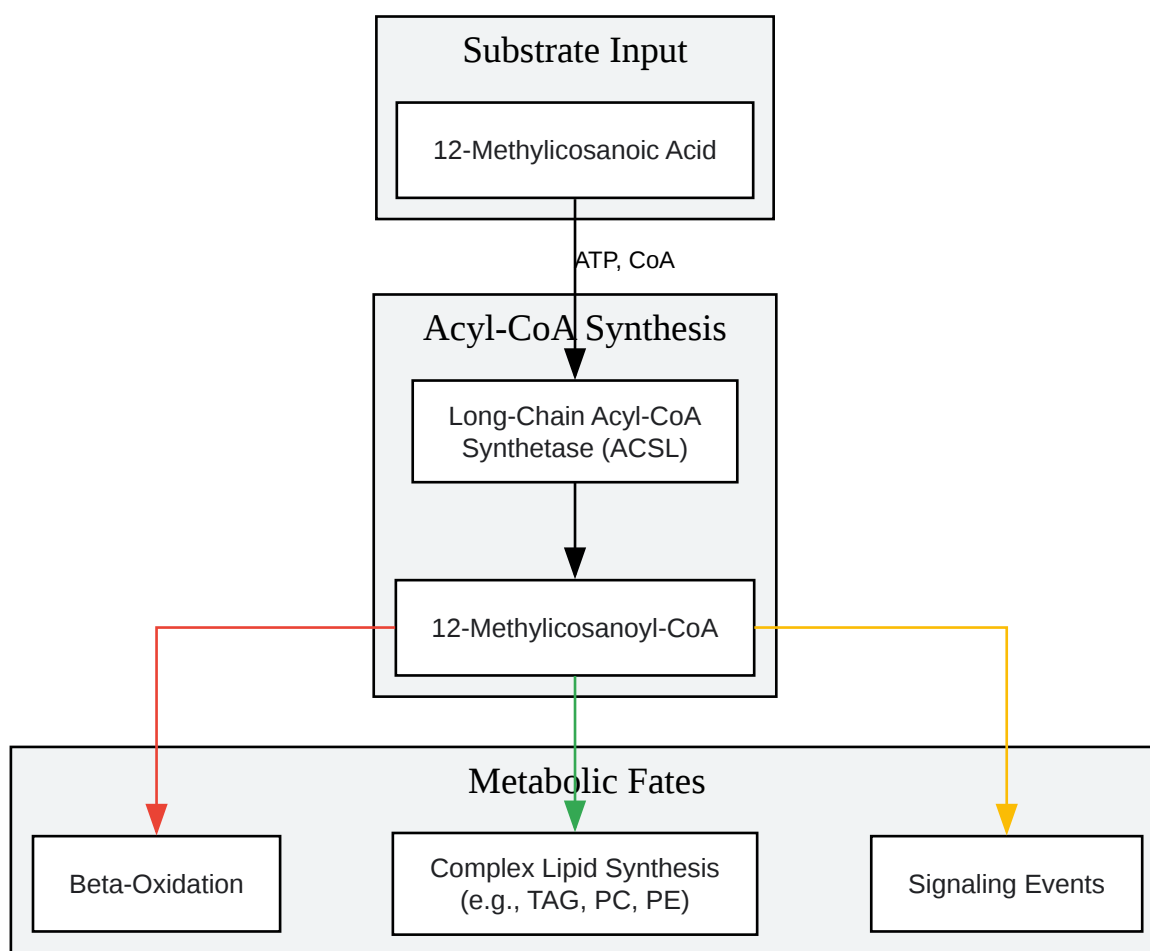 Substrate Input
12-Methylicosanoic Acid
ATP, CoA
Acyl-CoA Synthesis
Long-Chain Acyl-CoA
Synthetase (ACSL)
12-Methylicosanoyl-CoA
Metabolic Fates
Beta-Oxidation
Complex Lipid Synthesis
(e.g., TAG, PC, PE)
Signaling Events